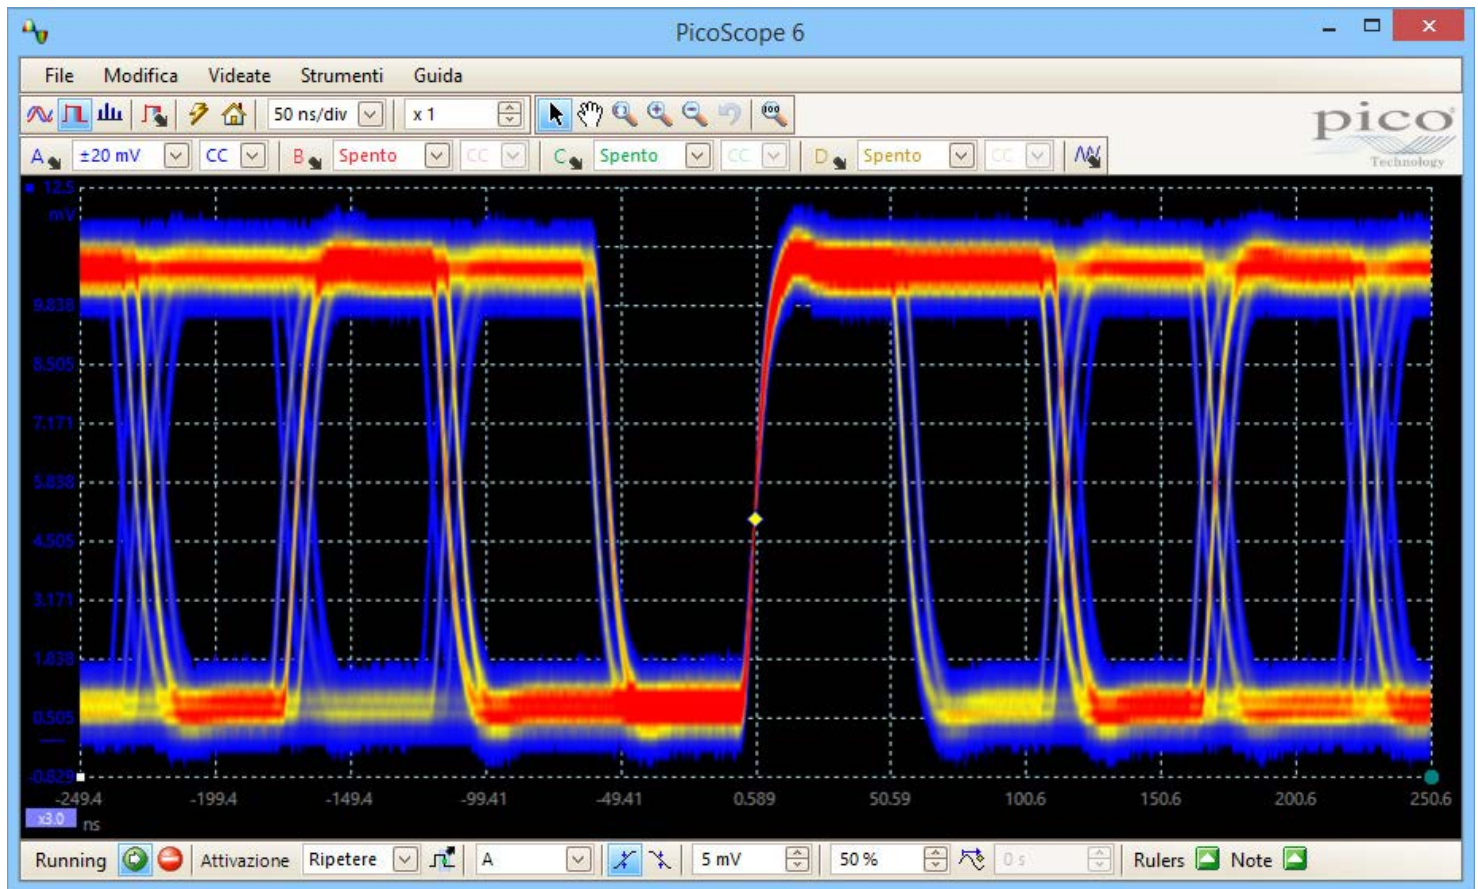 PicoScope 6
File Modifica Videate Strumenti Guida
50 ns/div x 1
pico
Technology
A ±20 mV CC B Spento CC C Spento CC D Spento CC
12.5
mV
9.838
8.505
7.171
5.838
4.505
3.171
1.838
0.505
-0.829
-249.4 -199.4 -149.4 -99.41 -49.41 0.589 50.59 100.6 150.6 200.6 250.6
x3.0 ns
Running Attivazione Ripetere A 5 mV 50 % 0 s Rulers Note